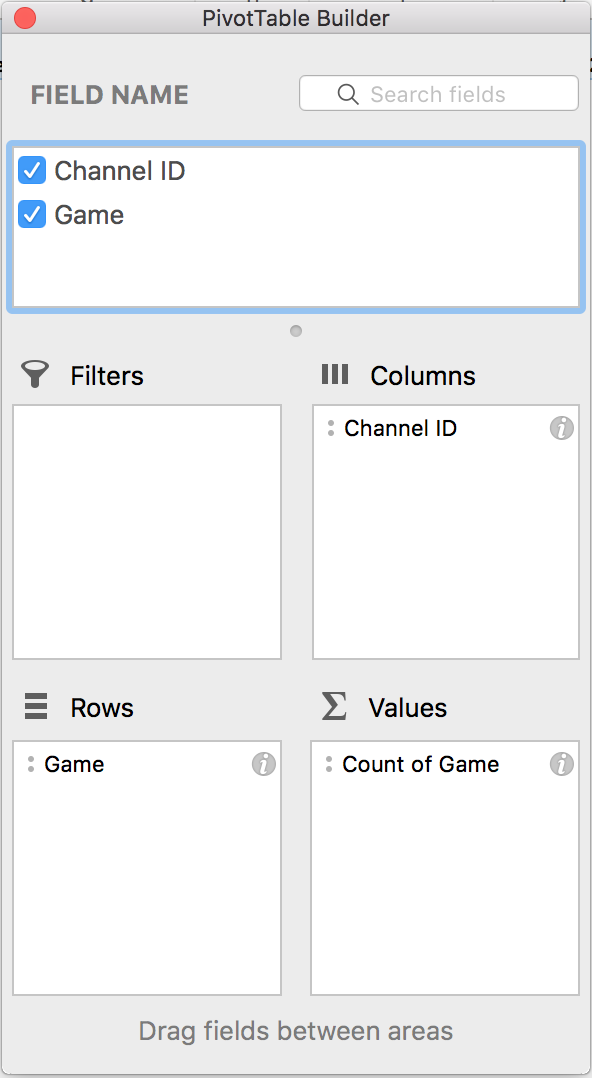 PivotTable Builder
FIELD NAME
Search fields
Channel ID
Game
Filters
Columns
Channel ID
Rows
Values
Game
Count of Game
Drag fields between areas